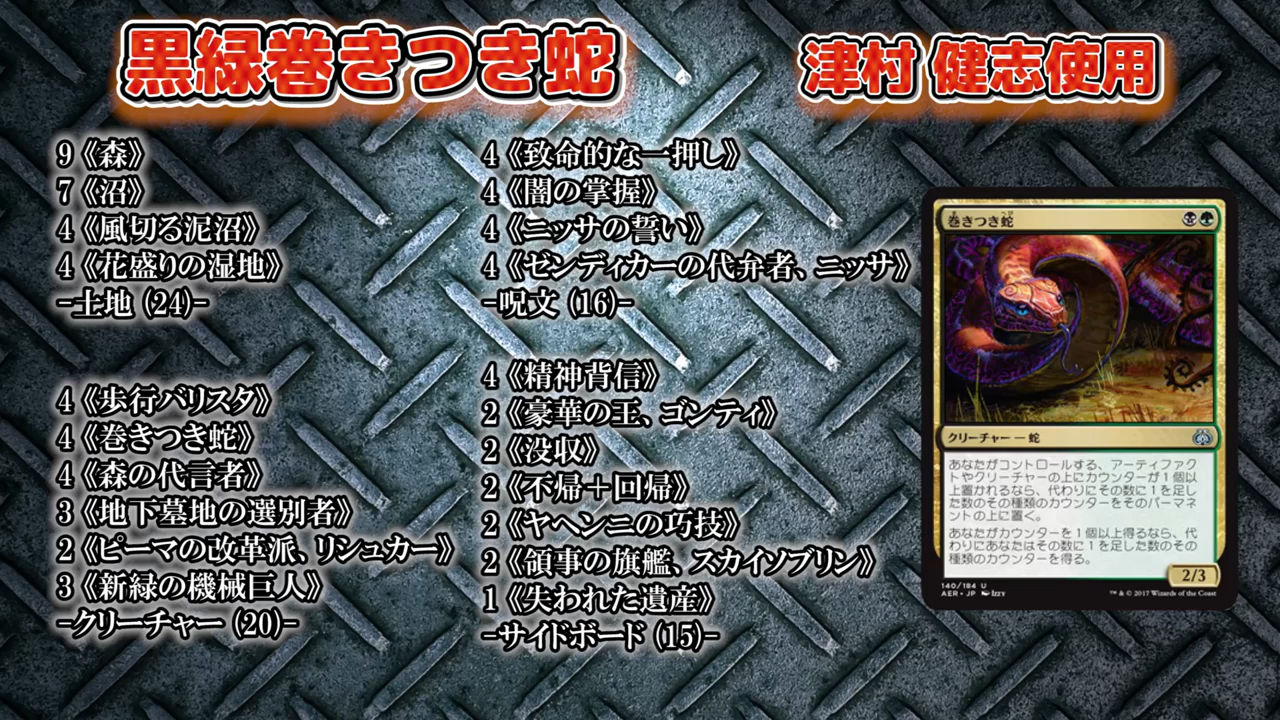 黒緑巻きつき蛇
津村 健志使用
9《森》
7《沼》
4《風切る泥沼》
4《花盛りの湿地》
-土地 (24)-
4《歩行バリスタ》
4《巻きつき蛇》
4《森の代言者》
3《地下墓地の選別者》
2《ピーマの改革派、リシュカー》
3《新緑の機械巨人》
-クリーチャー (20)-
4《致命的な一押し》
4《闇の掌握》
4《ニッサの誓い》
4《ゼンディカーの代弁者、ニッサ》
-呪文 (16)-
4《精神背信》
2《豪華の王、ゴンティ》
2《没収》
2《不帰+回帰》
2《ヤヘンニの巧技》
2《領事の旗艦、スカイソブリン》
1《失われた遺産》
-サイドボード (15)-
巻きつき蛇
クリーチャー — 蛇
あなたがコントロールする、アーティファク
トやクリーチャーの上にカウンターが1個以
上置かれるなら、代わりにその数に1を足し
た数のその種類のカウンターをそのパーマネ
ントの上に置く。
あなたがカウンターを1個以上得るなら、代
わりにあなたはその数に1を足した数のその
種類のカウンターを得る。
2/3
140/184 U
AER • JP Izzy
™ & © 2017 Wizards of the Coast